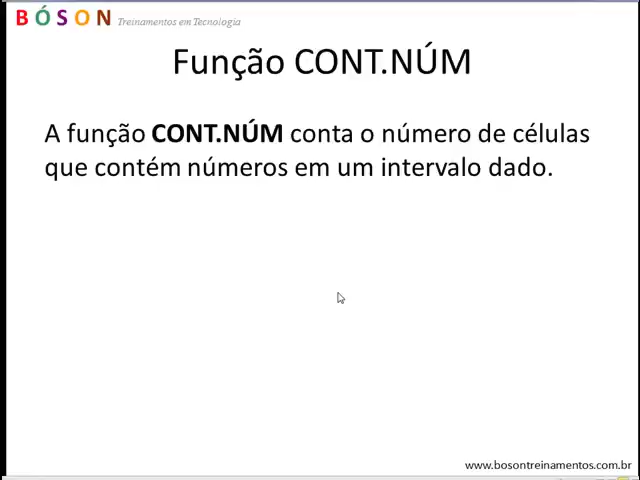 BÓSON Treinamentos em Tecnologia
Função CONT.NÚM
A função CONT.NÚM conta o número de células
que contém números em um intervalo dado.
www.bosontreinamentos.com.br